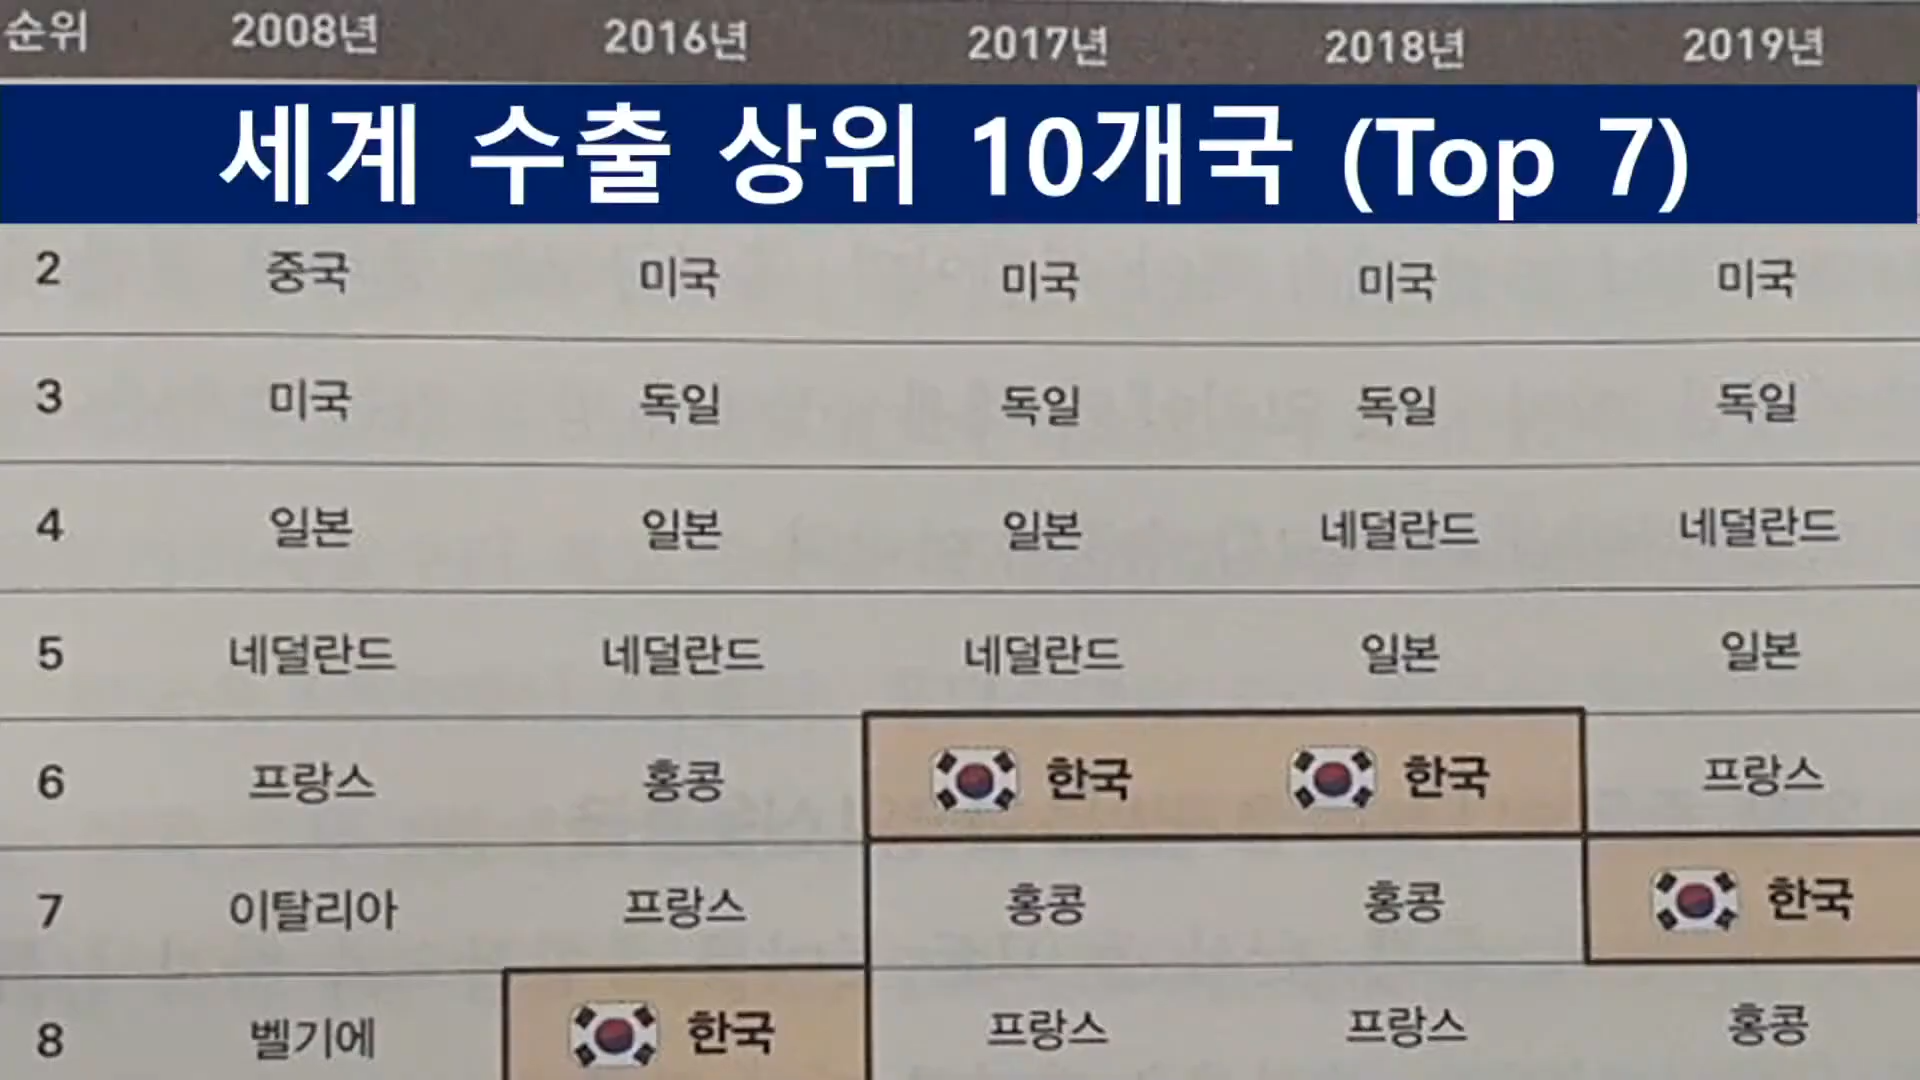 순위 2008년 2016년 2017년 2018년 2019년
세계 수출 상위 10개국 (Top 7)
2 중국 미국 미국 미국 미국
3 미국 독일 독일 독일 독일
4 일본 일본 일본 네덜란드 네덜란드
5 네덜란드 네덜란드 네덜란드 일본 일본
6 프랑스 홍콩 한국 한국 프랑스
7 이탈리아 프랑스 홍콩 홍콩 한국
8 벨기에 한국 프랑스 프랑스 홍콩